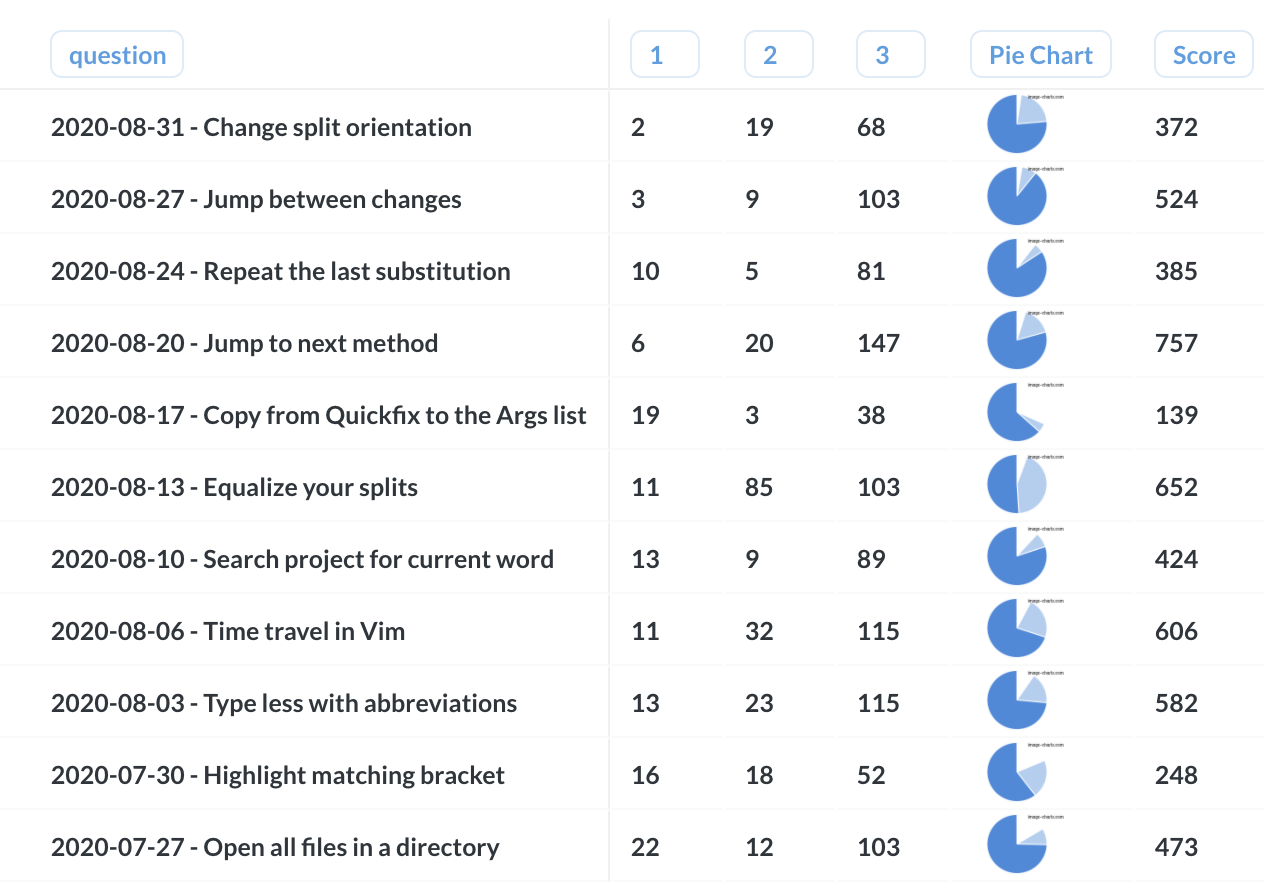 question 1 2 3 Pie Chart Score
image-charts.com
2020-08-31 - Change split orientation 2 19 68 372
image-charts.com
2020-08-27 - Jump between changes 3 9 103 524
image-charts.com
2020-08-24 - Repeat the last substitution 10 5 81 385
image-charts.com
2020-08-20 - Jump to next method 6 20 147 757
image-charts.com
2020-08-17 - Copy from Quickfix to the Args list 19 3 38 139
image-charts.com
2020-08-13 - Equalize your splits 11 85 103 652
image-charts.com
2020-08-10 - Search project for current word 13 9 89 424
image-charts.com
2020-08-06 - Time travel in Vim 11 32 115 606
image-charts.com
2020-08-03 - Type less with abbreviations 13 23 115 582
image-charts.com
2020-07-30 - Highlight matching bracket 16 18 52 248
image-charts.com
2020-07-27 - Open all files in a directory 22 12 103 473